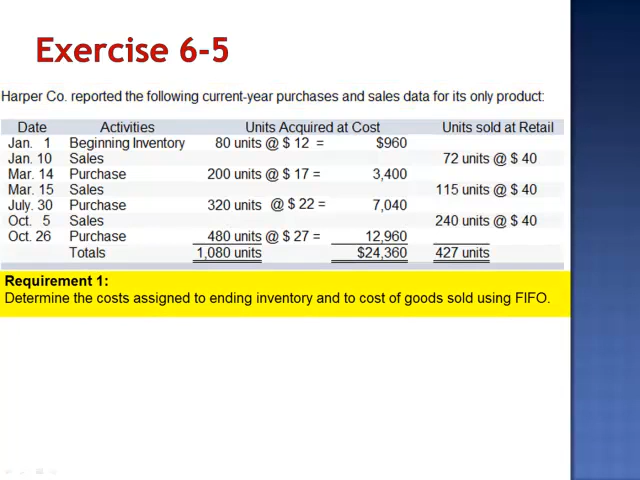 Exercise 6-5
Harper Co. reported the following current-year purchases and sales data for its only product:
Date Activities Units Acquired at Cost Units sold at Retail
Jan. 1 Beginning Inventory 80 units @ $ 12 = $960
Jan. 10 Sales 72 units @ $ 40
Mar. 14 Purchase 200 units @ $ 17 = 3,400
Mar. 15 Sales 115 units @ $ 40
July. 30 Purchase 320 units @ $ 22 = 7,040
Oct. 5 Sales 240 units @ $ 40
Oct. 26 Purchase 480 units @ $ 27 = 12,960
Totals 1,080 units $24,360 427 units
Requirement 1:
Determine the costs assigned to ending inventory and to cost of goods sold using FIFO.